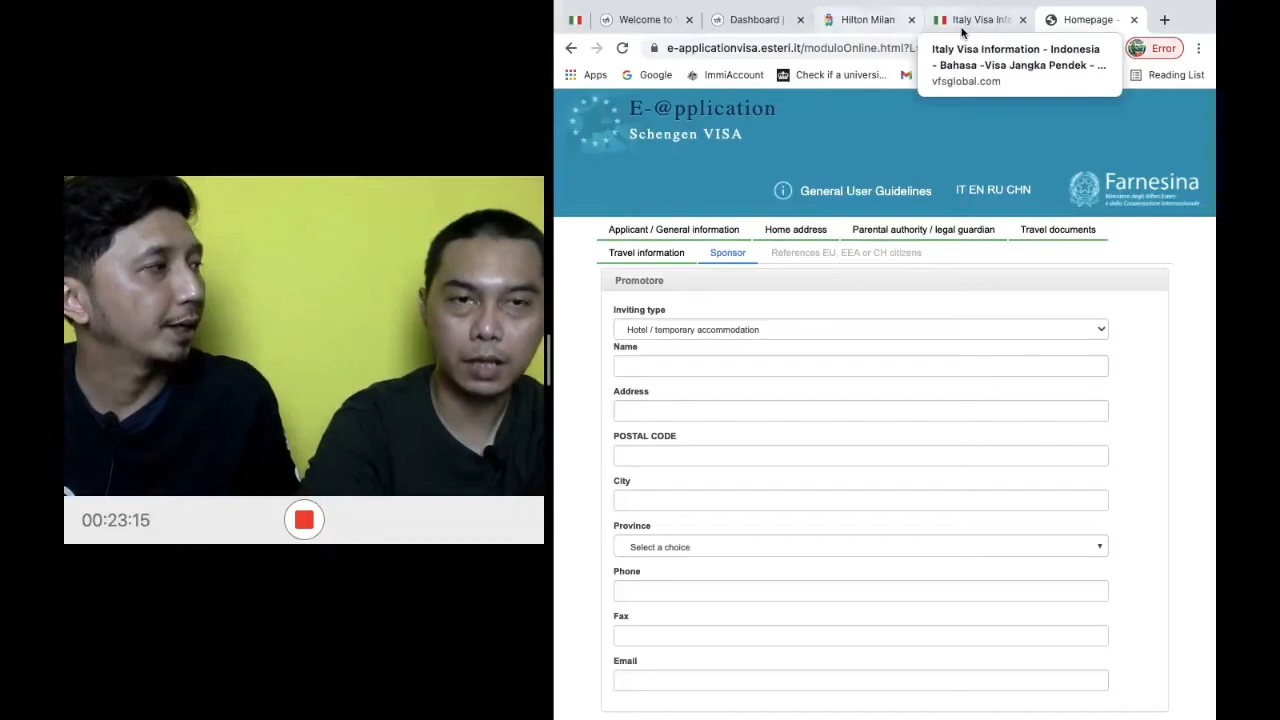 Welcome to
Dashboard |
Hilton Milan
Italy Visa Info
Homepage -
e-applicationvisa.esteri.it/moduloOnline.html?L
Italy Visa Information - Indonesia
- Bahasa -Visa Jangka Pendek - ...
vfsglobal.com
Error
Apps
Google
ImmiAccount
Check if a universi...
Reading List
E-@pplication
Schengen VISA
General User Guidelines
IT EN RU CHN
Farnesina
Applicant / General information
Home address
Parental authority / legal guardian
Travel documents
Travel information
Sponsor
References EU, EEA or CH citizens
Promotore
Inviting type
Hotel / temporary accommodation
Name
Address
POSTAL CODE
City
Province
Select a choice
Phone
Fax
Email
00:23:15